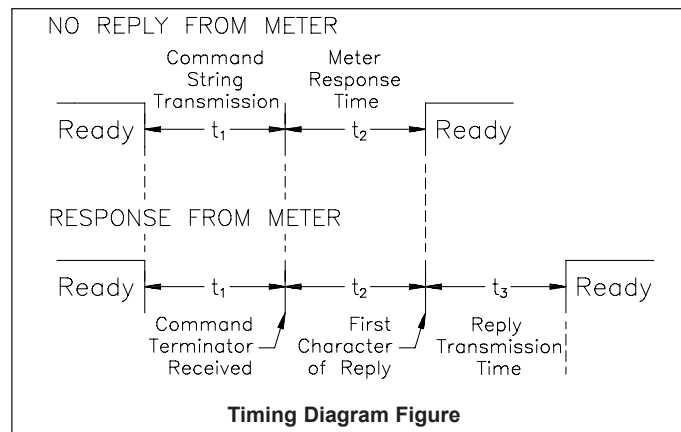 NO REPLY FROM METER
Command
String
Transmission
Meter
Response
Time
Ready
t₁
t₂
Ready
RESPONSE FROM METER
Ready
t₁
t₂
t₃
Ready
Command
Terminator
Received
First
Character
of Reply
Reply
Transmission
Time
Timing Diagram Figure